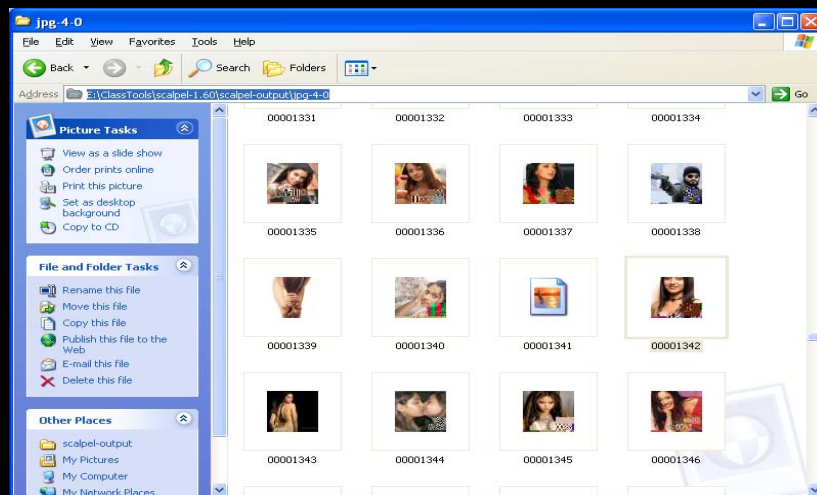 jpg-4-0
File Edit View Favorites Tools Help
Back Search Folders
Address E:\ClassTools\scalpel-1.60\scalpel-output\jpg-4-0 Go
Picture Tasks
View as a slide show
Order prints online
Print this picture
Set as desktop
background
Copy to CD
File and Folder Tasks
Rename this file
Move this file
Copy this file
Publish this file to the
Web
E-mail this file
Delete this file
Other Places
scalpel-output
My Pictures
My Computer
My Network Places
00001331 00001332 00001333 00001334
00001335 00001336 00001337 00001338
00001339 00001340 00001341 00001342
00001343 00001344 00001345 00001346